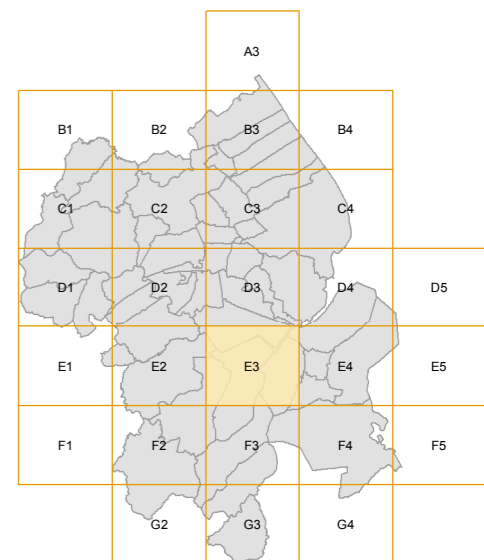 A3
B1 B2 B3 B4
C1 C2 C3 C4
D1 D2 D3 D4 D5
E1 E2 E3 E4 E5
F1 F2 F3 F4 F5
G2 G3 G4